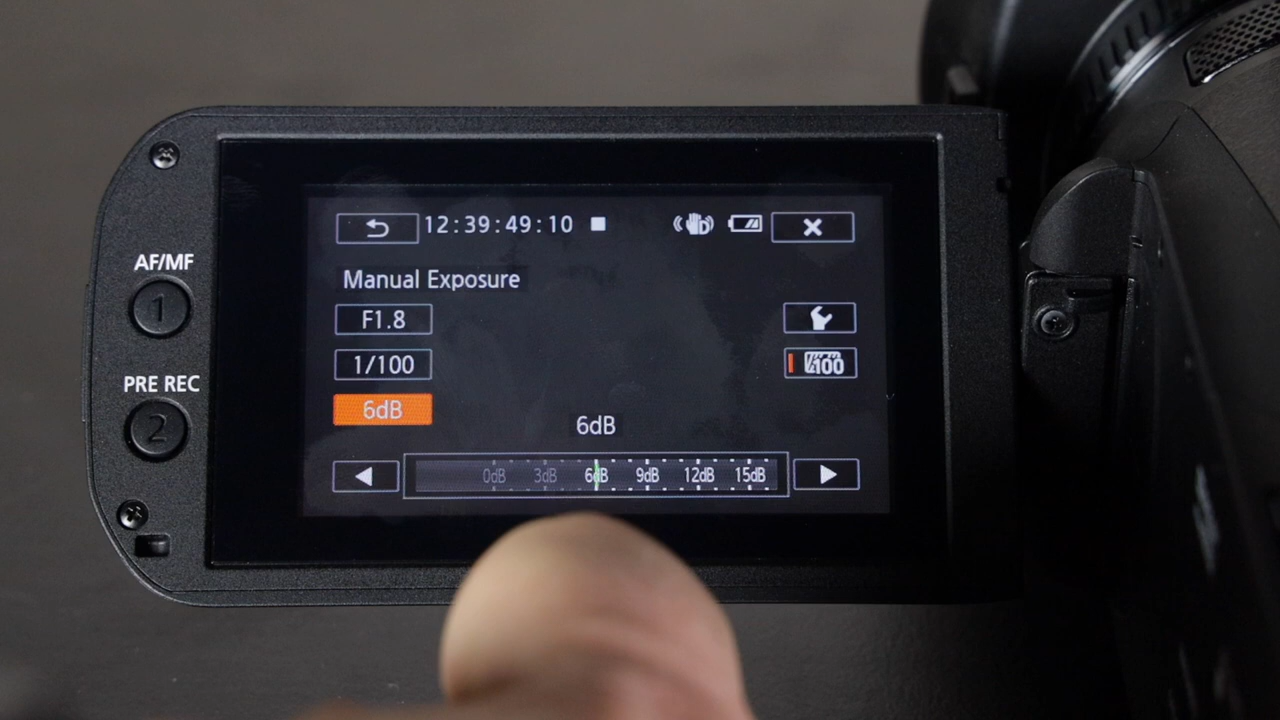 12:39:49:10
Manual Exposure
AF/MF
1
F1.8
1/100
100
PRE REC
2
6dB
6dB
0dB 3dB 6dB 9dB 12dB 15dB